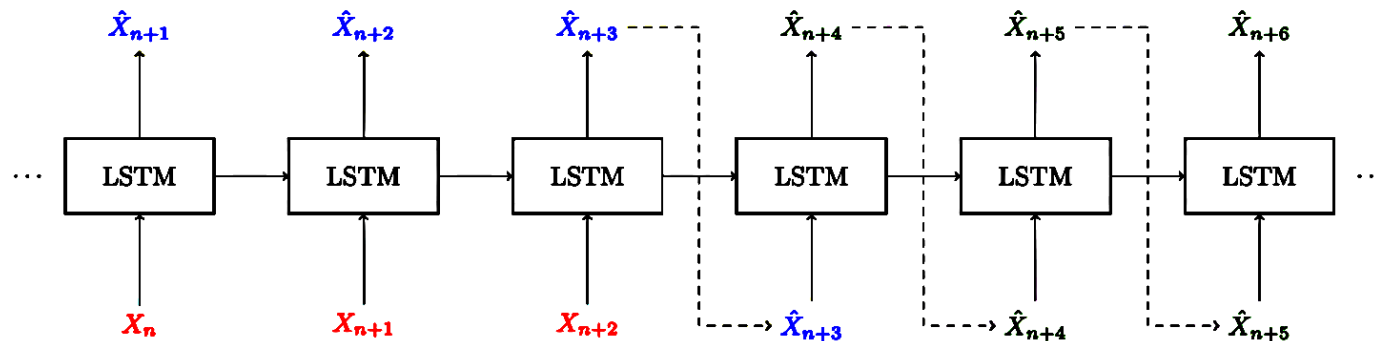 X̂ₙ₊₁ X̂ₙ₊₂ X̂ₙ₊₃ X̂ₙ₊₄ X̂ₙ₊₅ X̂ₙ₊₆
··· LSTM LSTM LSTM LSTM LSTM LSTM ··
Xₙ Xₙ₊₁ Xₙ₊₂ X̂ₙ₊₃ X̂ₙ₊₄ X̂ₙ₊₅